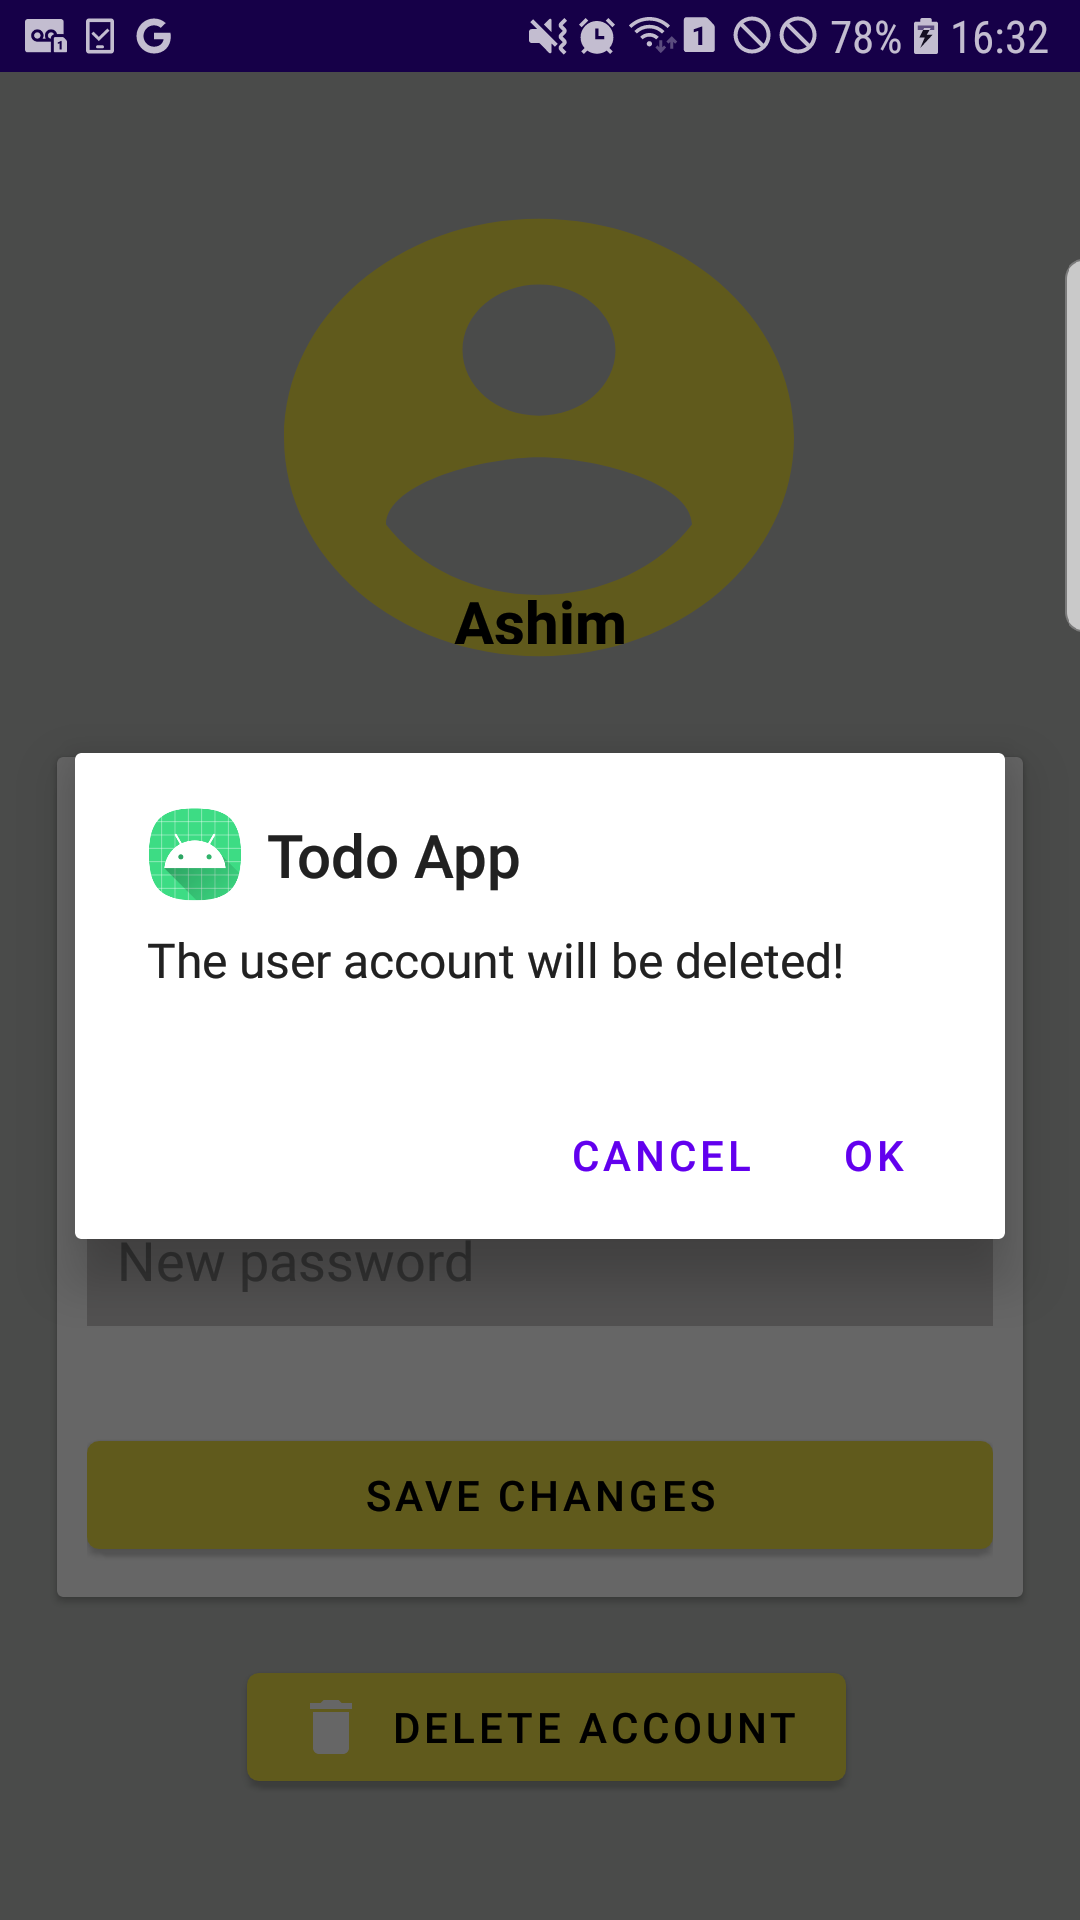 1 78% 16:32
Ashim
Todo App
The user account will be deleted!
CANCEL OK
New password
SAVE CHANGES
DELETE ACCOUNT